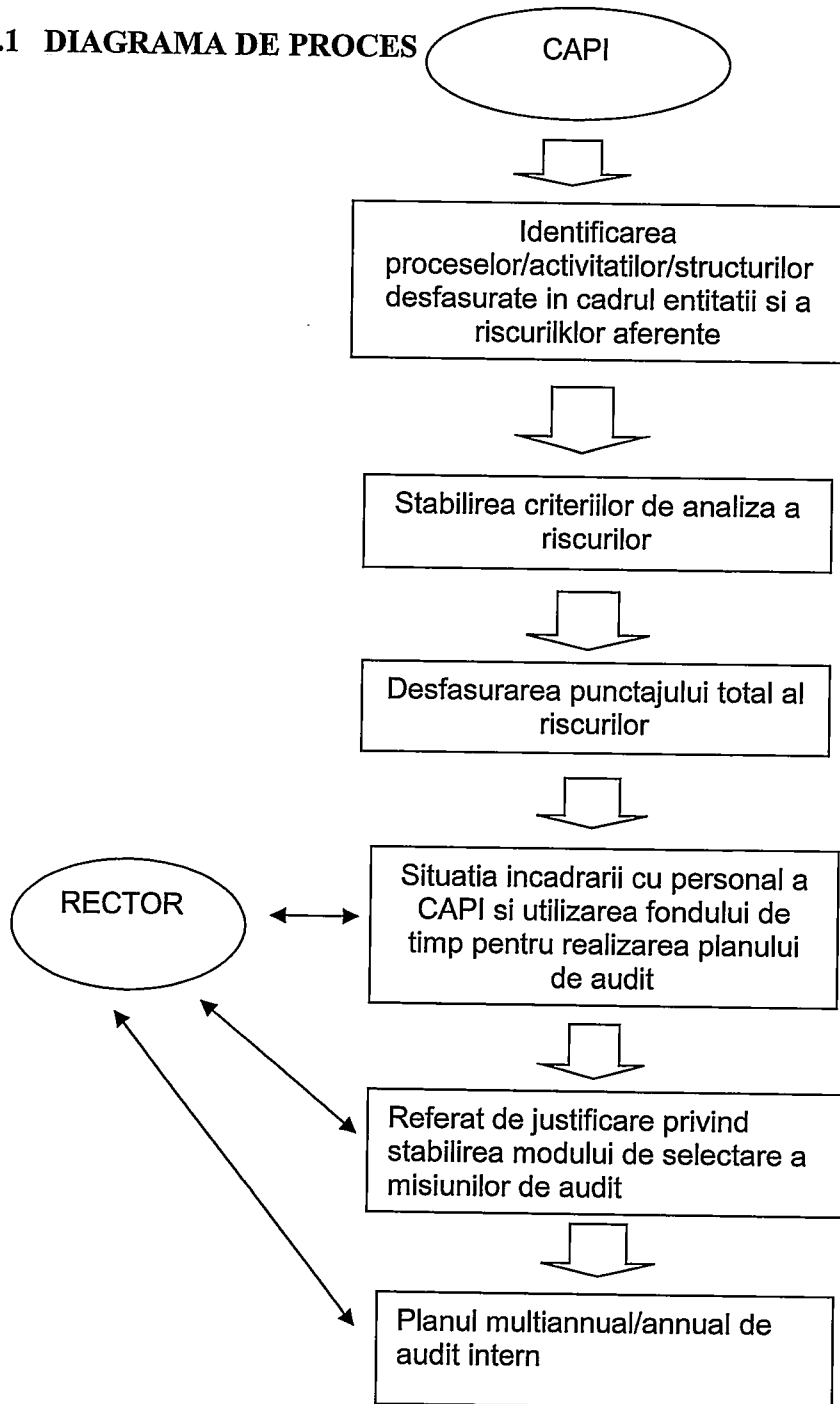 .1 DIAGRAMA DE PROCES
CAPI
Identificarea
proceselor/activitatilor/structurilor
desfasurate in cadrul entitatii si a
riscurilklor aferente
Stabilirea criteriilor de analiza a
riscurilor
Desfasurarea punctajului total al
riscurilor
RECTOR
Situatia incadrarii cu personal a
CAPI si utilizarea fondului de
timp pentru realizarea planului
de audit
Referat de justificare privind
stabilirea modului de selectare a
misiunilor de audit
Planul multiannual/annual de
audit intern